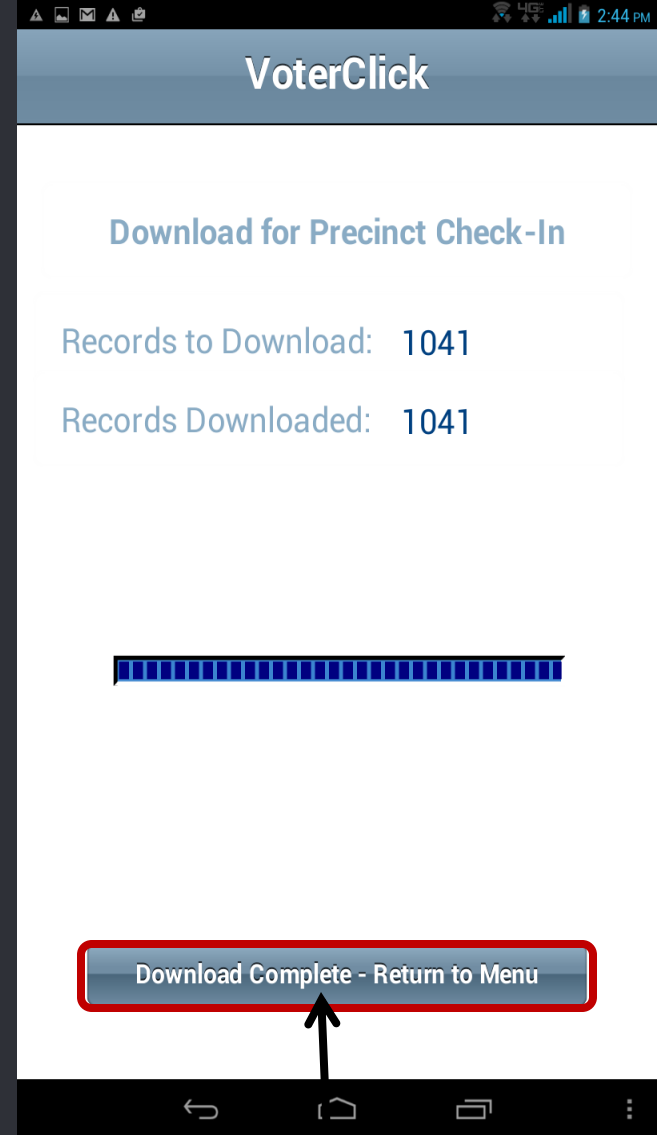 4G
2:44 PM
VoterClick
Download for Precinct Check-In
Records to Download: 1041
Records Downloaded: 1041
Download Complete - Return to Menu